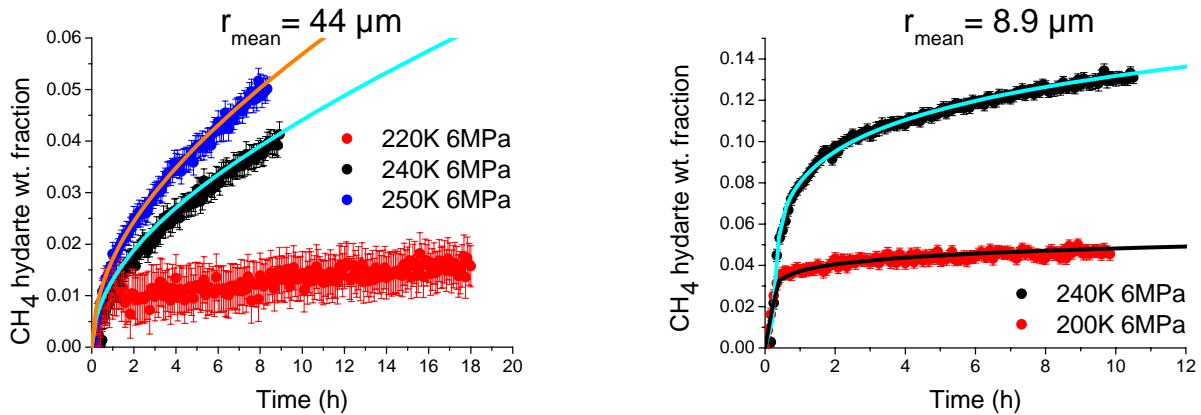 r_mean = 44 µm
0.06
0.05
0.04
0.03
0.02
0.01
0.00
CH4 hydarte wt. fraction
220K 6MPa
240K 6MPa
250K 6MPa
0 2 4 6 8 10 12 14 16 18 20
Time (h)
r_mean = 8.9 µm
0.14
0.12
0.10
0.08
0.06
0.04
0.02
0.00
CH4 hydarte wt. fraction
240K 6MPa
200K 6MPa
0 2 4 6 8 10 12
Time (h)